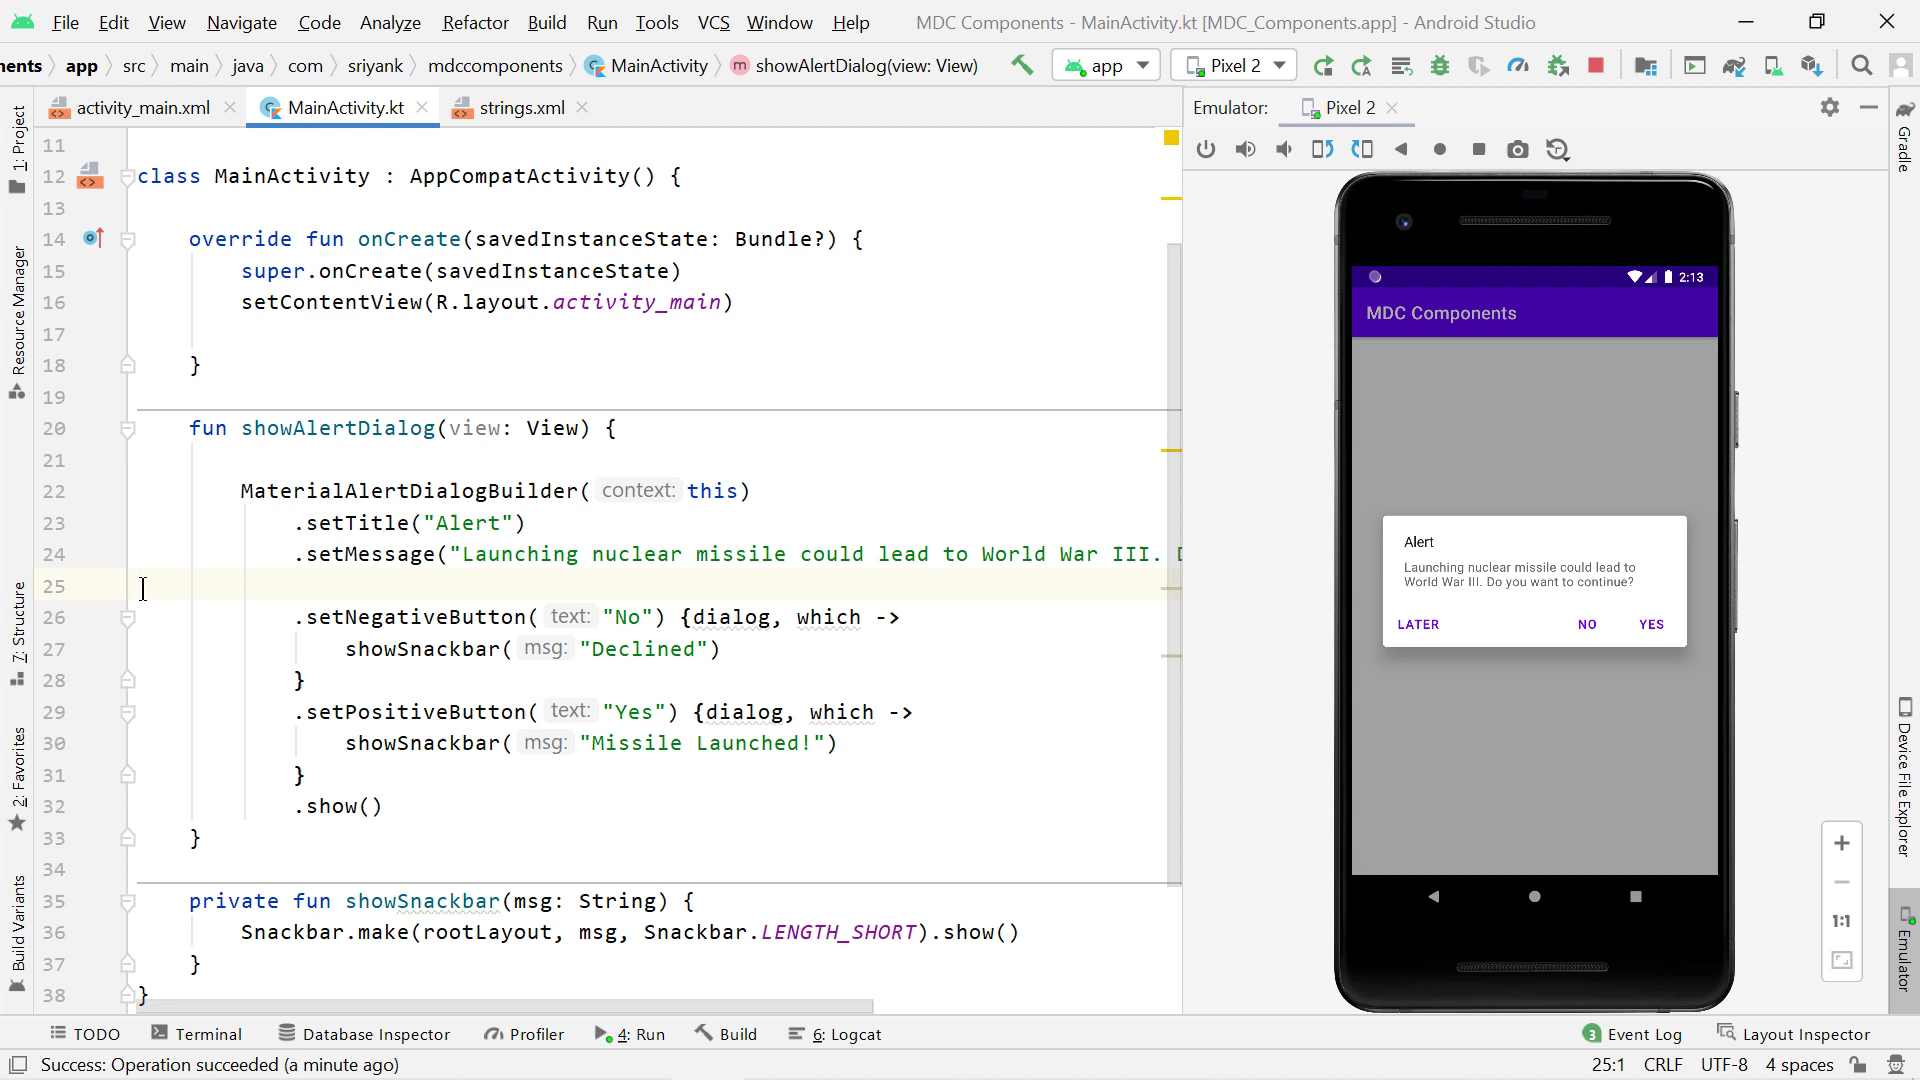 File Edit View Navigate Code Analyze Refactor Build Run Tools VCS Window Help MDC Components - MainActivity.kt [MDC_Components.app] - Android Studio
nents app src main java com sriyank mdccomponents MainActivity m showAlertDialog(view: View) app Pixel 2
activity_main.xml MainActivity.kt strings.xml Emulator: Pixel 2
1: Project
Resource Manager
7: Structure
2: Favorites
Build Variants
11
12 class MainActivity : AppCompatActivity() {
13
14 override fun onCreate(savedInstanceState: Bundle?) {
15 super.onCreate(savedInstanceState)
16 setContentView(R.layout.activity_main)
17
18 }
19
20 fun showAlertDialog(view: View) {
21
22 MaterialAlertDialogBuilder( context: this)
23 .setTitle("Alert")
24 .setMessage("Launching nuclear missile could lead to World War III. D
25
26 .setNegativeButton( text: "No") {dialog, which ->
27 showSnackbar( msg: "Declined")
28 }
29 .setPositiveButton( text: "Yes") {dialog, which ->
30 showSnackbar( msg: "Missile Launched!")
31 }
32 .show()
33 }
34
35 private fun showSnackbar(msg: String) {
36 Snackbar.make(rootLayout, msg, Snackbar.LENGTH_SHORT).show()
37 }
38 }
2:13
MDC Components
Alert
Launching nuclear missile could lead to
World War III. Do you want to continue?
LATER NO YES
1:1
Gradle
Device File Explorer
Emulator
TODO Terminal Database Inspector Profiler 4: Run Build 6: Logcat 3 Event Log Layout Inspector
Success: Operation succeeded (a minute ago) 25:1 CRLF UTF-8 4 spaces